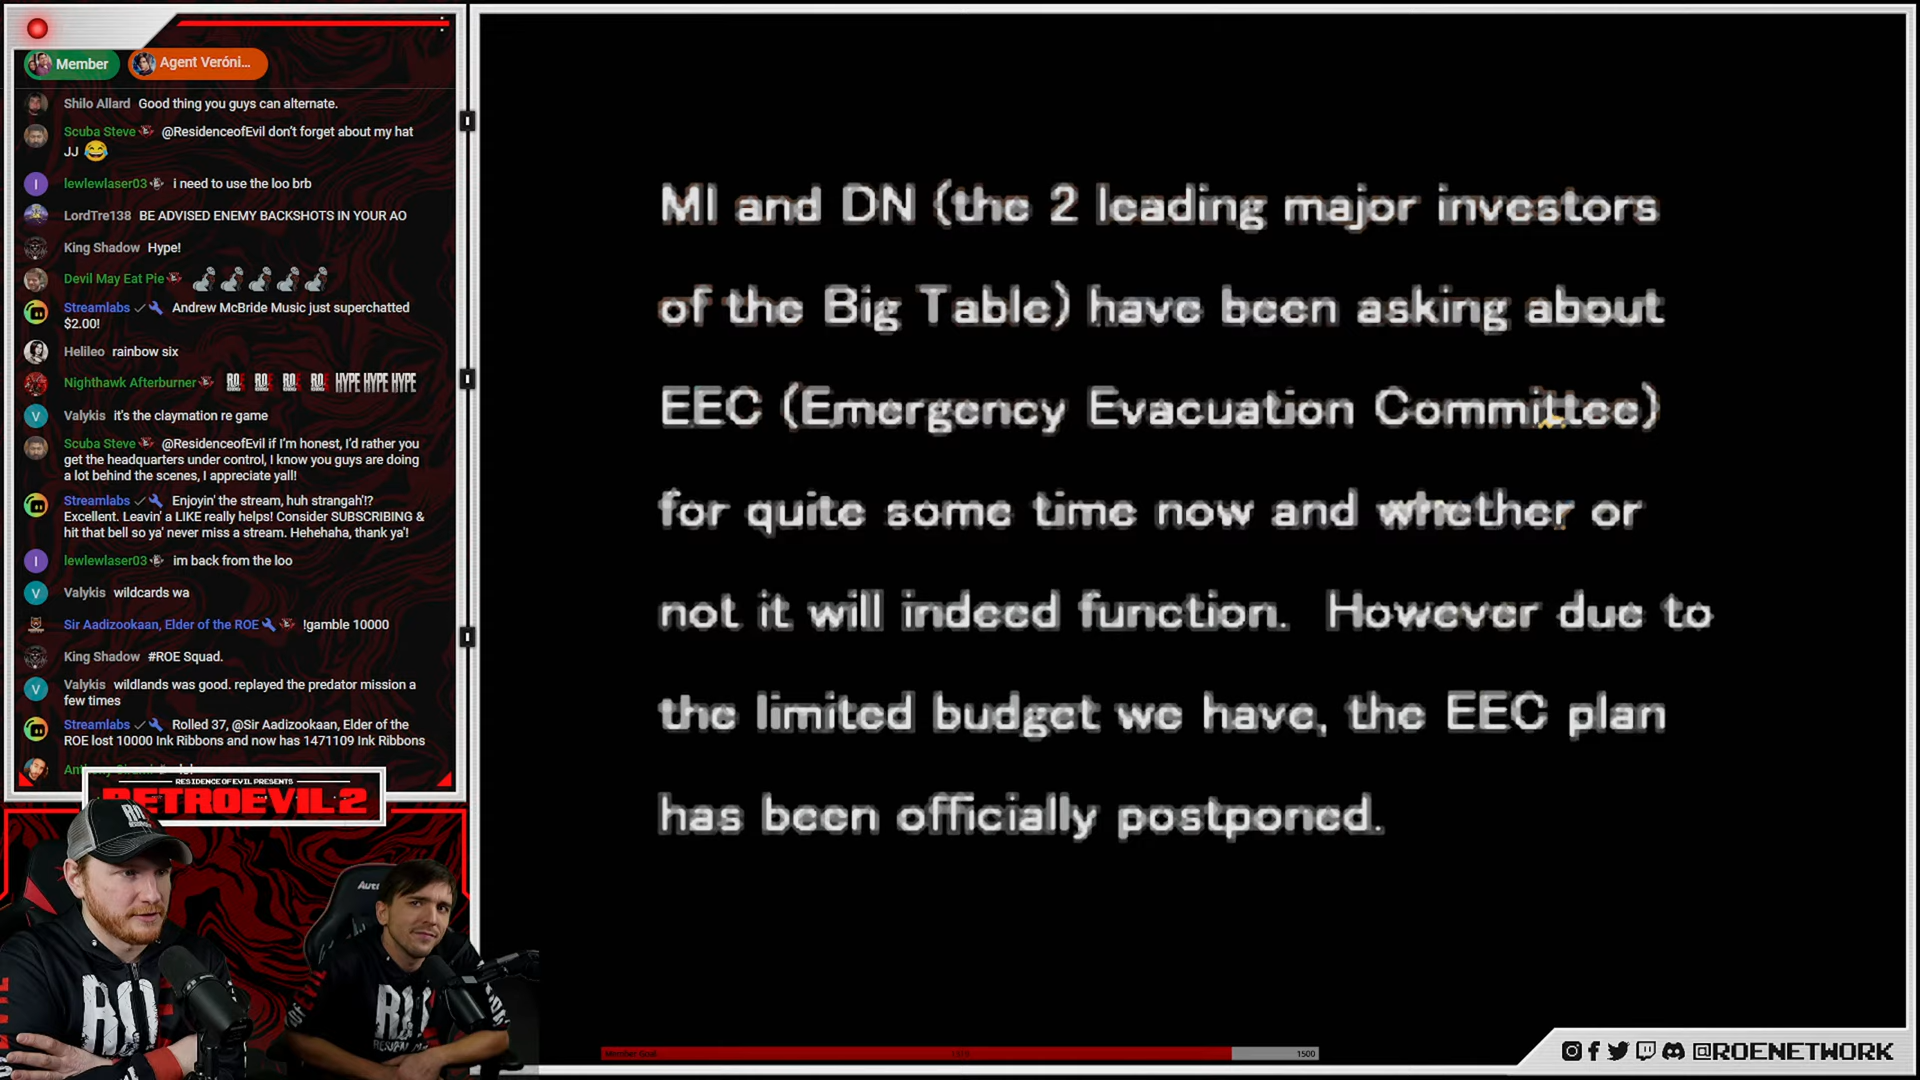 Member
Agent Veróni...
Shilo Allard Good thing you guys can alternate.
Scuba Steve @ResidenceofEvil don't forget about my hat
JJ
lewlewlaser03 i need to use the loo brb
LordTre138 BE ADVISED ENEMY BACKSHOTS IN YOUR AO
King Shadow Hype!
Devil May Eat Pie
Streamlabs Andrew McBride Music just superchatted
$2.00!
Helileo rainbow six
Nighthawk Afterburner HYPE HYPE HYPE
Valykis it's the claymation re game
Scuba Steve @ResidenceofEvil if I'm honest, I'd rather you
get the headquarters under control, I know you guys are doing
a lot behind the scenes, I appreciate yall!
Streamlabs Enjoyin' the stream, huh strangah'!?
Excellent. Leavin' a LIKE really helps! Consider SUBSCRIBING &
hit that bell so ya' never miss a stream. Hehehaha, thank ya'!
lewlewlaser03 im back from the loo
Valykis wildcards wa
Sir Aadizookaan, Elder of the ROE !gamble 10000
King Shadow #ROE Squad.
Valykis wildlands was good. replayed the predator mission a
few times
Streamlabs Rolled 37, @Sir Aadizookaan, Elder of the
ROE lost 10000 Ink Ribbons and now has 1471109 Ink Ribbons
RESIDENCE OF EVIL PRESENTS
RETROEVIL 2
MI and DN (the 2 leading major investors
of the Big Table) have been asking about
EEC (Emergency Evacuation Committee)
for quite some time now and whether or
not it will indeed function. However due to
the limited budget we have, the EEC plan
has been officially postponed.
Member Goal
1500
@ROENETWORK